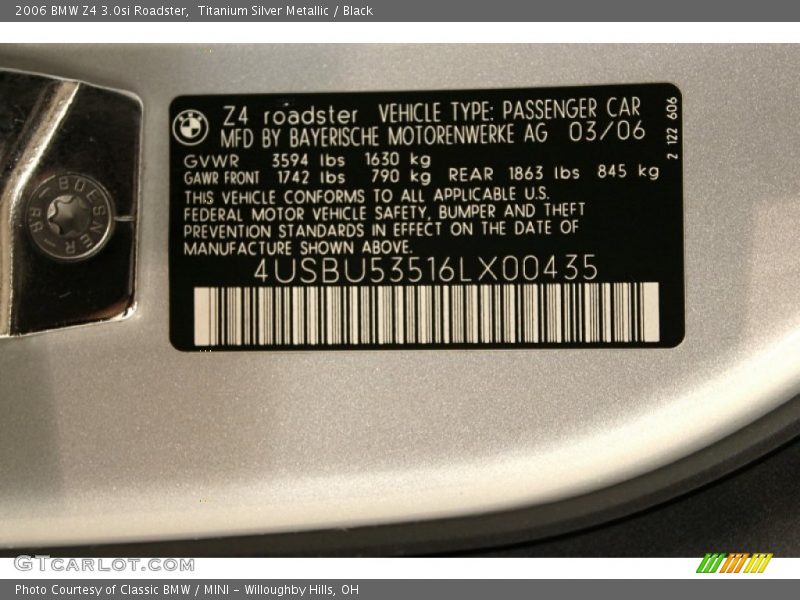 2006 BMW Z4 3.0si Roadster, Titanium Silver Metallic / Black
BMW
Z4 roadster VEHICLE TYPE: PASSENGER CAR
MFD BY BAYERISCHE MOTORENWERKE AG 03/06
GVWR 3594 lbs 1630 kg
GAWR FRONT 1742 lbs 790 kg REAR 1863 lbs 845 kg
THIS VEHICLE CONFORMS TO ALL APPLICABLE U.S.
FEDERAL MOTOR VEHICLE SAFETY, BUMPER AND THEFT
PREVENTION STANDARDS IN EFFECT ON THE DATE OF
MANUFACTURE SHOWN ABOVE.
4USBU53516LX00435
2 122 606
BOESNER
8.8
GTCARLOT.COM
Photo Courtesy of Classic BMW / MINI - Willoughby Hills, OH